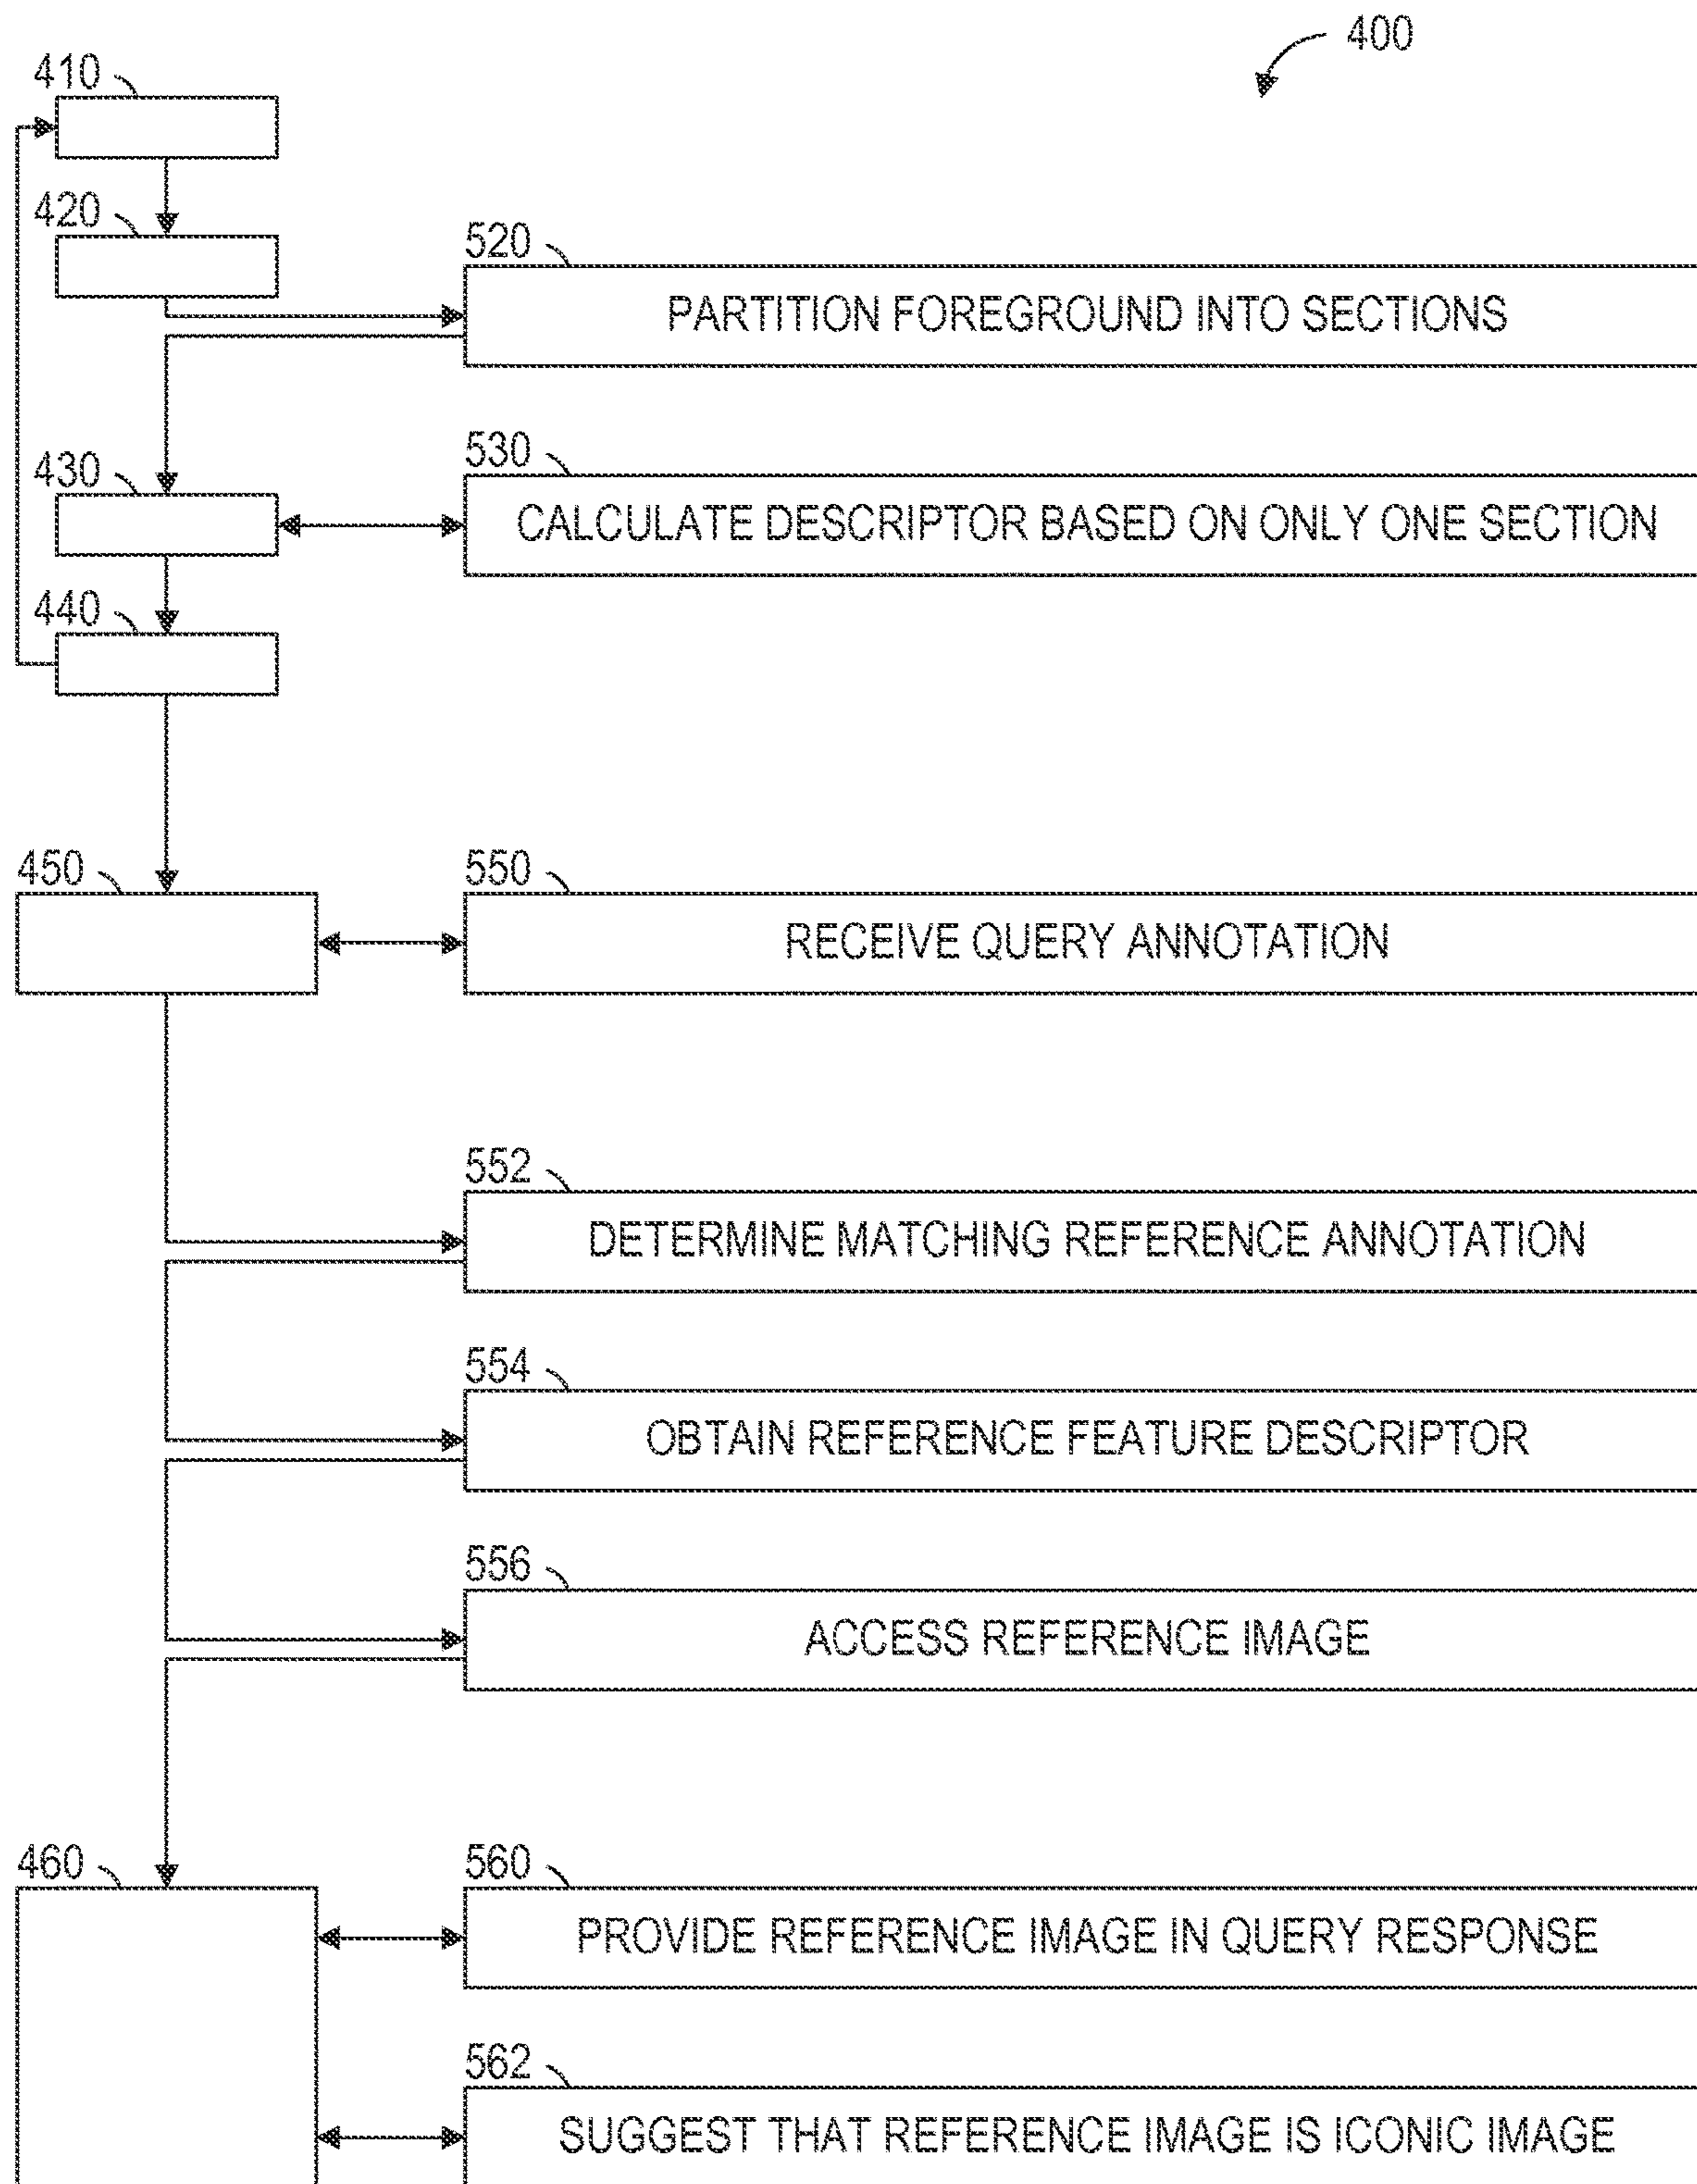 400
410
420
520
PARTITION FOREGROUND INTO SECTIONS
430
530
CALCULATE DESCRIPTOR BASED ON ONLY ONE SECTION
440
450
550
RECEIVE QUERY ANNOTATION
552
DETERMINE MATCHING REFERENCE ANNOTATION
554
OBTAIN REFERENCE FEATURE DESCRIPTOR
556
ACCESS REFERENCE IMAGE
460
560
PROVIDE REFERENCE IMAGE IN QUERY RESPONSE
562
SUGGEST THAT REFERENCE IMAGE IS ICONIC IMAGE